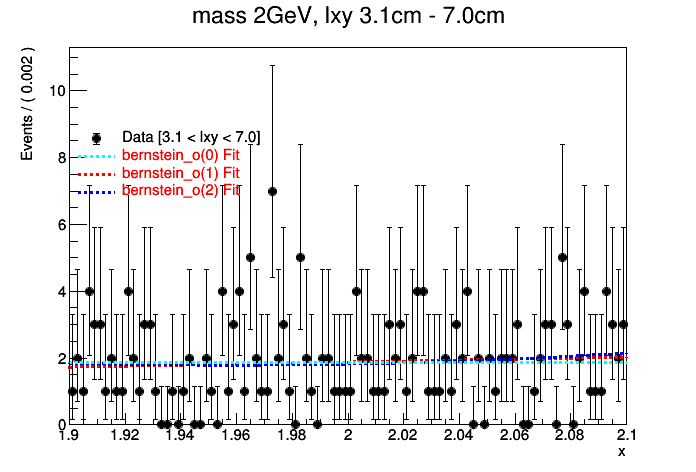 mass 2GeV, lxy 3.1cm - 7.0cm
Events / ( 0.002 )
10
8
6
4
2
0
Data [3.1 < lxy < 7.0]
bernstein_o(0) Fit
bernstein_o(1) Fit
bernstein_o(2) Fit
1.9 1.92 1.94 1.96 1.98 2 2.02 2.04 2.06 2.08 2.1
x